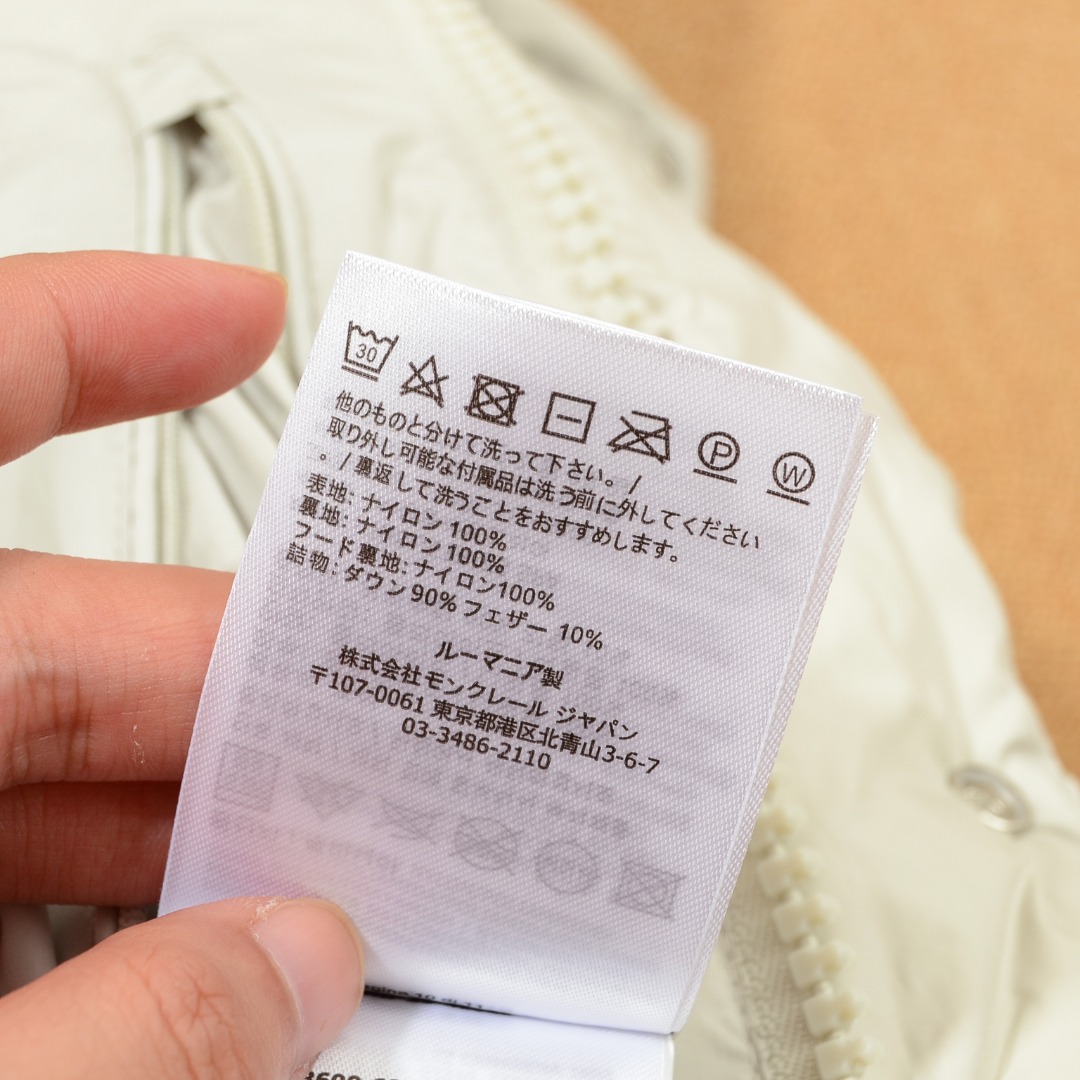 30
P
W
他のものと分けて洗って下さい。/
取り外し可能な付属品は洗う前に外してください
。/裏返して洗うことをおすすめします。
表地: ナイロン 100%
裏地: ナイロン 100%
フード裏地: ナイロン100%
詰物: ダウン 90% フェザー 10%
ルーマニア製
株式会社モンクレール ジャパン
〒107-0061 東京都港区北青山3-6-7
03-3486-2110